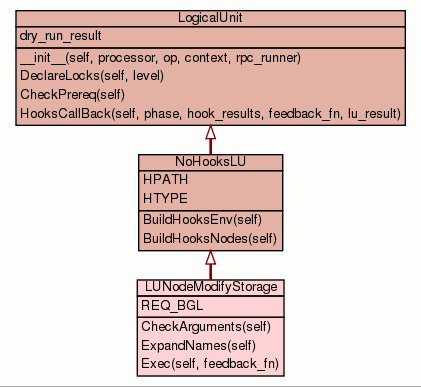 LogicalUnit
dry_run_result
__init__(self, processor, op, context, rpc_runner)
DeclareLocks(self, level)
CheckPrereq(self)
HooksCallBack(self, phase, hook_results, feedback_fn, lu_result)
NoHooksLU
HPATH
HTYPE
BuildHooksEnv(self)
BuildHooksNodes(self)
LUNodeModifyStorage
REQ_BGL
CheckArguments(self)
ExpandNames(self)
Exec(self, feedback_fn)